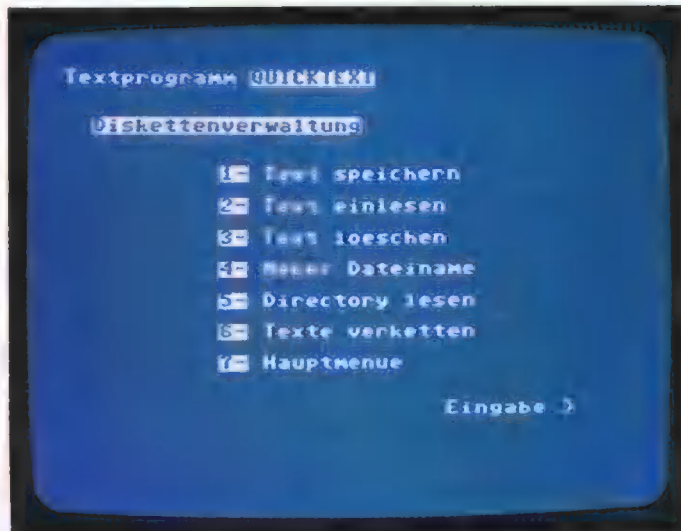 Textprogramm QUICKTEXT
Diskettenverwaltung
1- Text speichern
2- Text einlesen
3- Text loeschen
4- Neuer Dateiname
5- Directory lesen
6- Texte verketten
7- Hauptmenue
Eingabe >